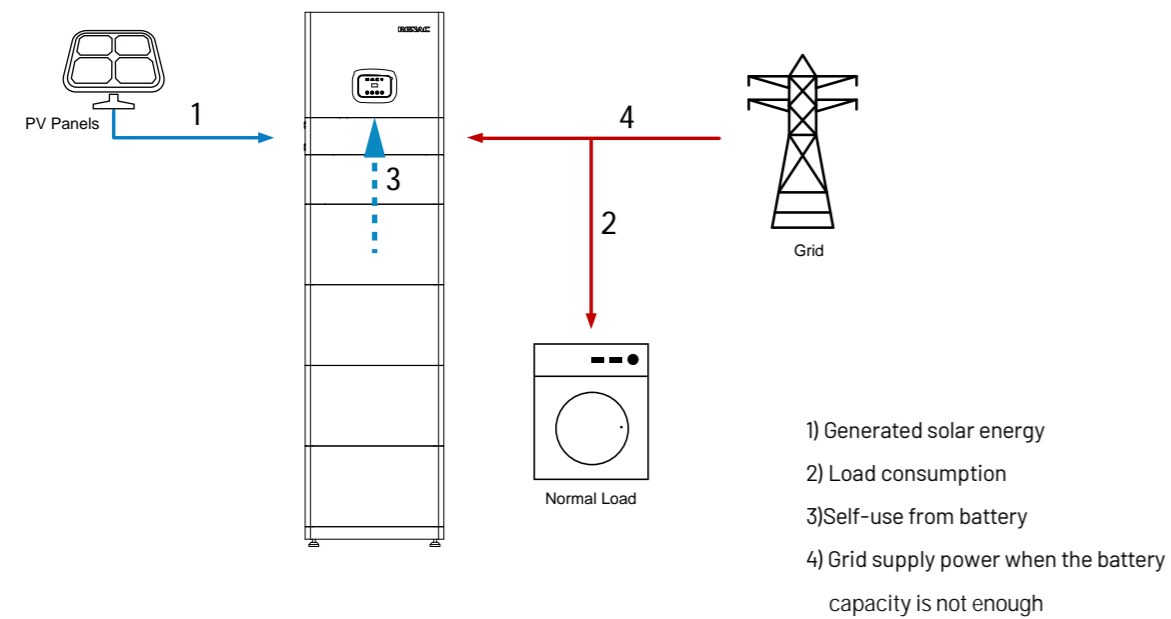 RENAC
PV Panels
1
3
4
2
Grid
Normal Load
1) Generated solar energy
2) Load consumption
3)Self-use from battery
4) Grid supply power when the battery
capacity is not enough